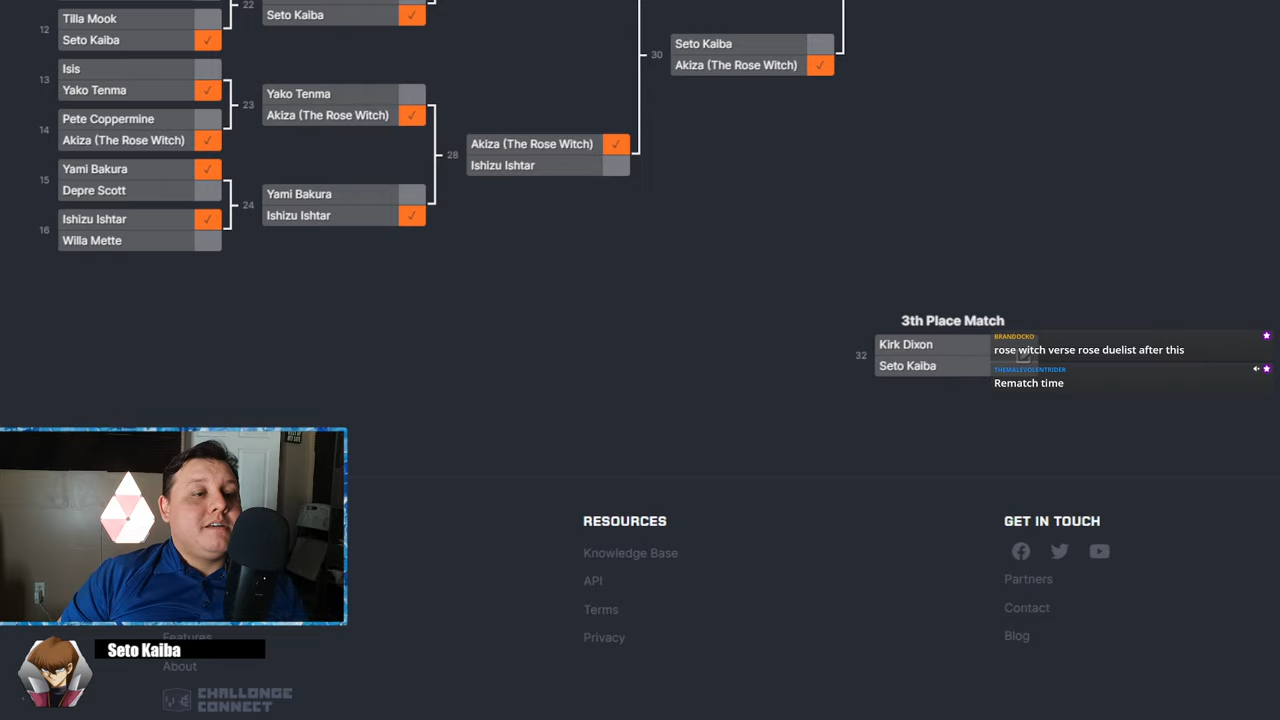 Tilla Mook
22
Seto Kaiba ✓
12
Seto Kaiba ✓
30
Seto Kaiba
Akiza (The Rose Witch) ✓
13
Isis
Yako Tenma ✓
23
Yako Tenma
Akiza (The Rose Witch) ✓
14
Pete Coppermine
Akiza (The Rose Witch) ✓
28
Akiza (The Rose Witch) ✓
Ishizu Ishtar
15
Yami Bakura ✓
Depre Scott
24
Yami Bakura
Ishizu Ishtar ✓
16
Ishizu Ishtar ✓
Willa Mette
3th Place Match
32
Kirk Dixon
Seto Kaiba
BRANDOCKO
rose witch verse rose duelist after this
THEMALEVOLENTRIDER
Rematch time
RESOURCES
Knowledge Base
API
Terms
Privacy
GET IN TOUCH
Partners
Contact
Blog
Features
Seto Kaiba
About
CHALLONGE
CONNECT